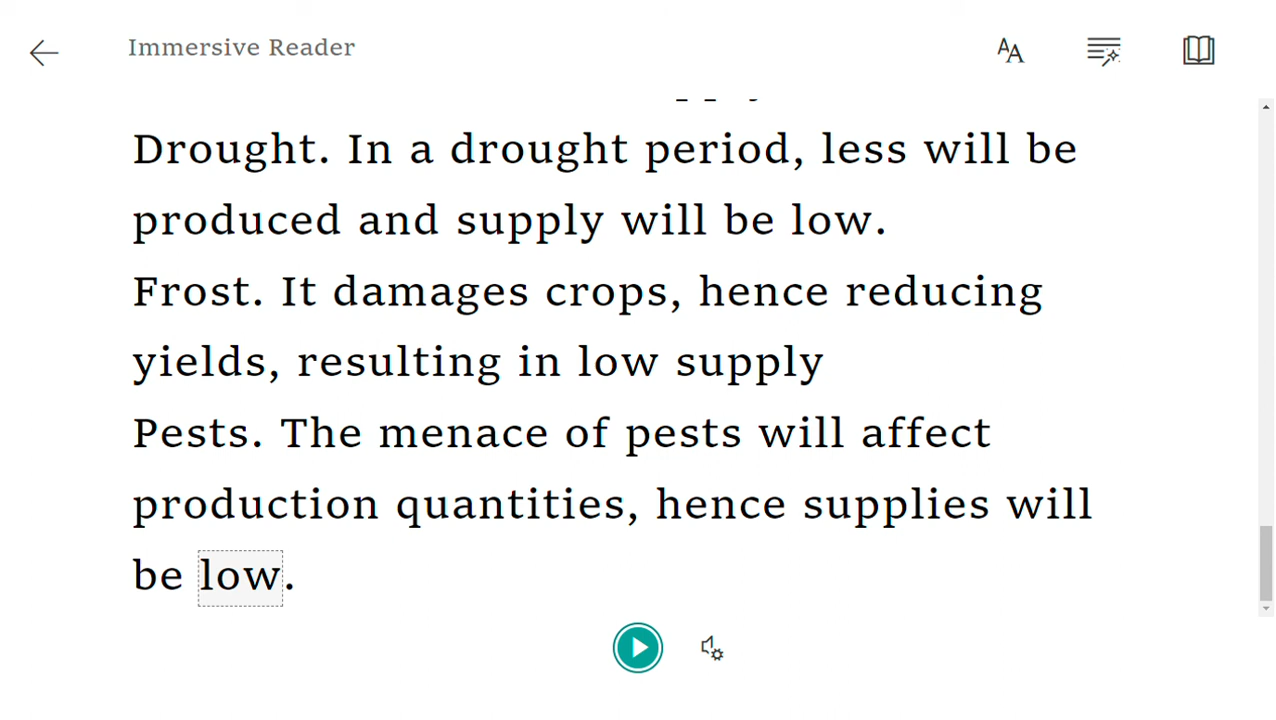 Immersive Reader
Drought. In a drought period, less will be
produced and supply will be low.
Frost. It damages crops, hence reducing
yields, resulting in low supply
Pests. The menace of pests will affect
production quantities, hence supplies will
be low.